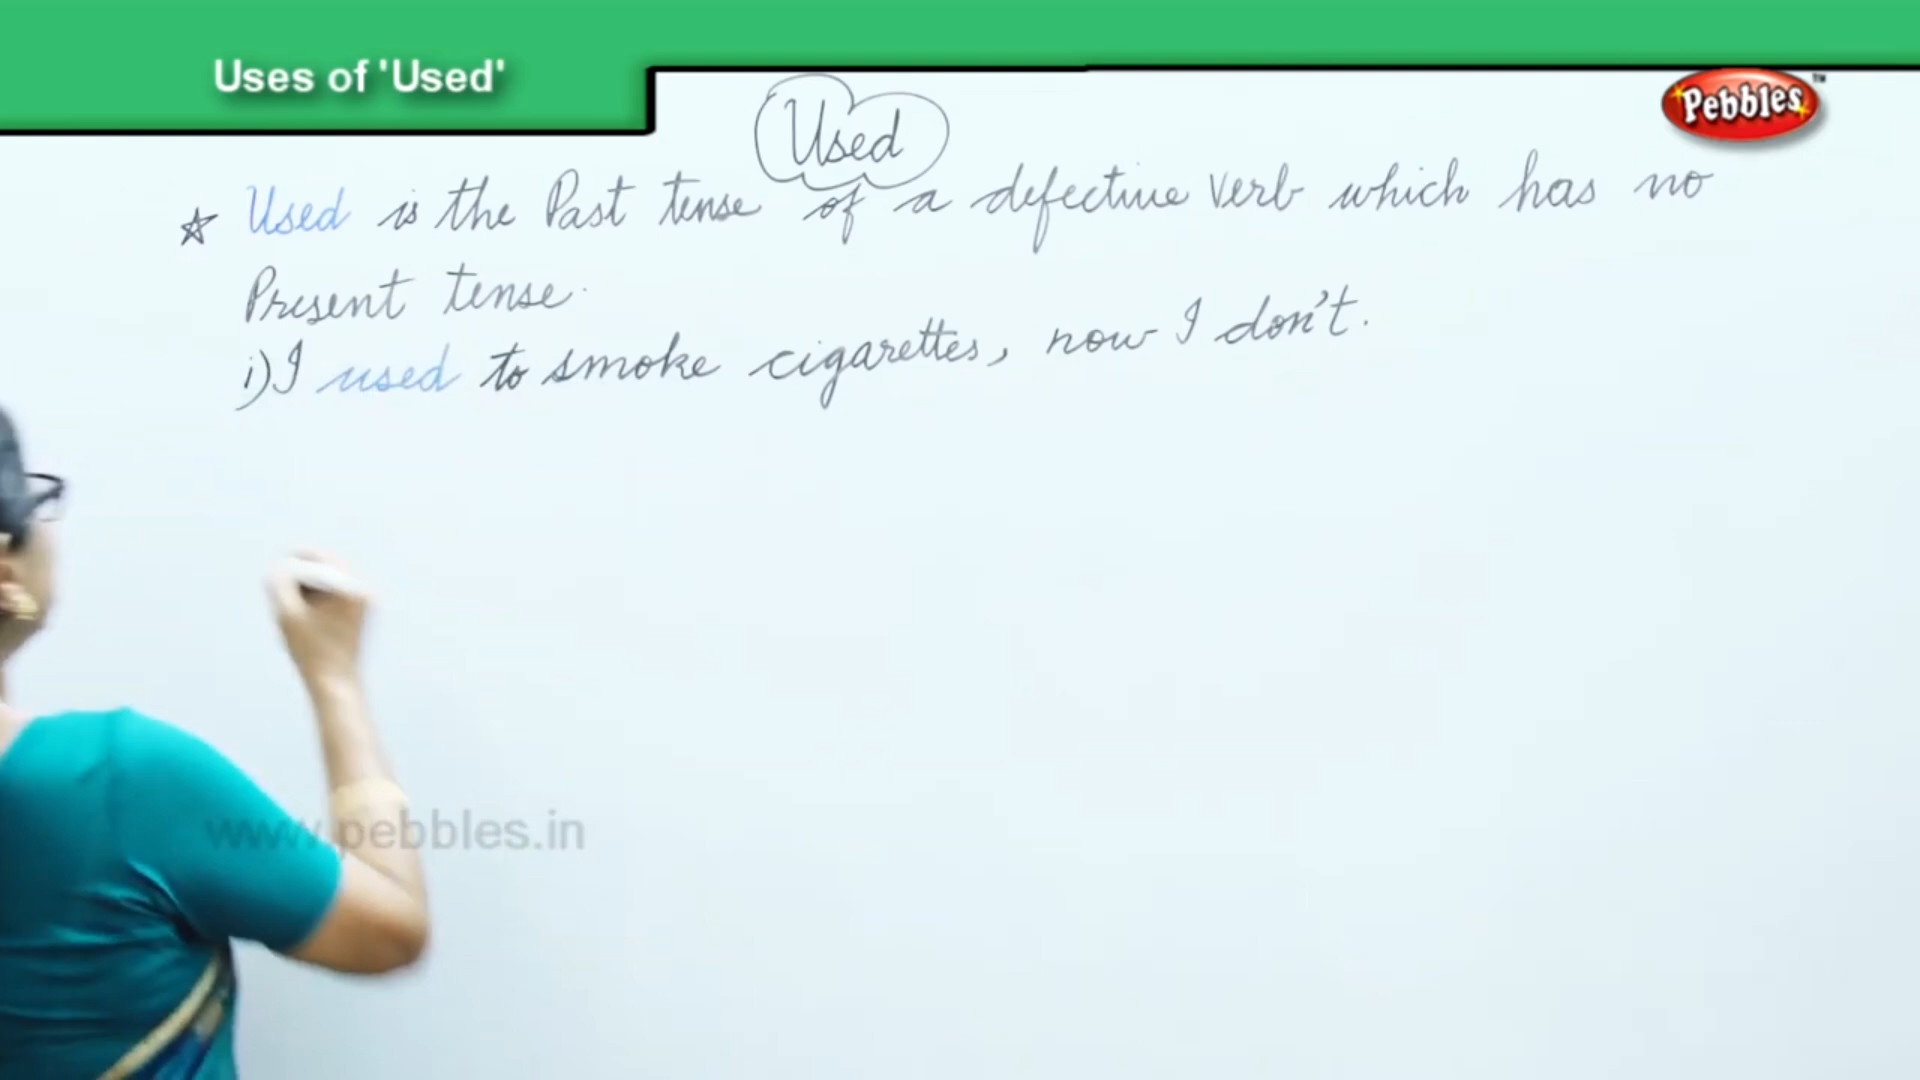 Uses of 'Used'
Pebbles™
Used
☆ Used is the Past tense of a defective verb which has no
Present tense.
i) I used to smoke cigarettes, now I don't.
www.pebbles.in